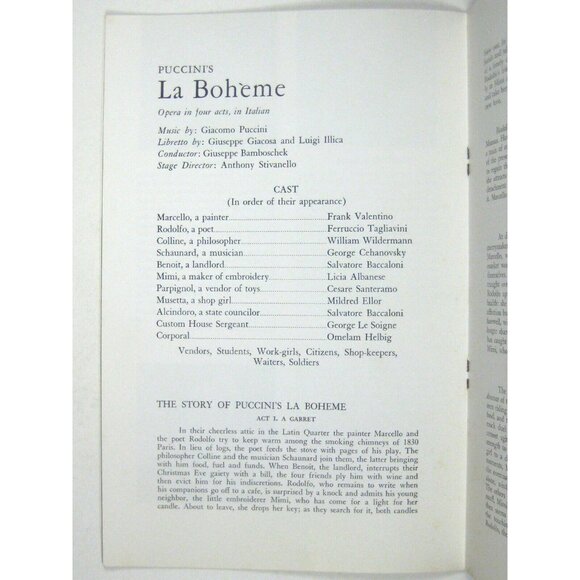 PUCCINI'S
La Bohème
Opera in four acts, in Italian
Music by: Giacomo Puccini
Libretto by: Giuseppe Giacosa and Luigi Illica
Conductor: Giuseppe Bamboschek
Stage Director: Anthony Stivanello
CAST
(In order of their appearance)
Marcello, a painter Frank Valentino
Rodolfo, a poet Ferruccio Tagliavini
Colline, a philosopher William Wildermann
Schaunard, a musician George Cehanovsky
Benoit, a landlord Salvatore Baccaloni
Mimi, a maker of embroidery Licia Albanese
Parpignol, a vendor of toys Cesare Santeramo
Musetta, a shop girl Mildred Ellor
Alcindoro, a state councilor Salvatore Baccaloni
Custom House Sergeant George Le Soigne
Corporal Omelam Helbig
Vendors, Students, Work-girls, Citizens, Shop-keepers,
Waiters, Soldiers
THE STORY OF PUCCINI'S LA BOHEME
ACT I. A GARRET
In their cheerless attic in the Latin Quarter the painter Marcello and
the poet Rodolfo try to keep warm among the smoking chimneys of 1830
Paris. In lieu of logs, the poet feeds the stove with pages of his play. The
philosopher Colline and the musician Schaunard join them, the latter bringing
with him food, fuel and funds. When Benoit, the landlord, interrupts their
Christmas Eve gaiety with a bill, the four friends ply him with wine and
then evict him for his indiscretions. Rodolfo, who remains to write when
his companions go off to a cafe, is surprised by a knock and admits his young
neighbor, the little embroiderer Mimi, who has come for a light for her
candle. About to leave, she drops her key; as they search for it, both candles